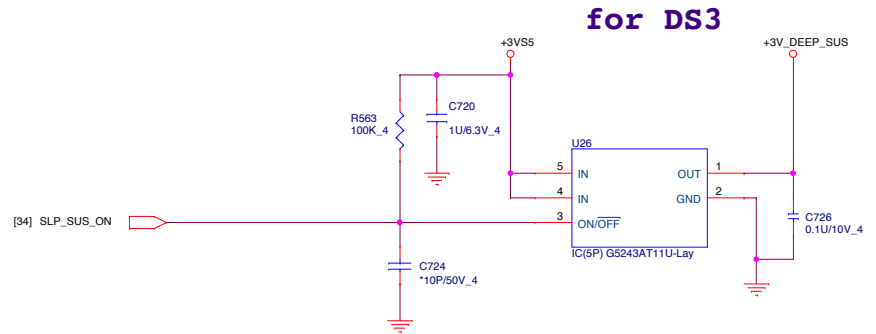 for DS3
+3VS5
+3V_DEEP_SUS
R563
100K_4
C720
1U/6.3V_4
U26
5
IN
OUT
1
4
IN
GND
2
3
ON/OFF
IC(5P) G5243AT11U-Lay
C726
0.1U/10V_4
[34] SLP_SUS_ON
C724
*10P/50V_4